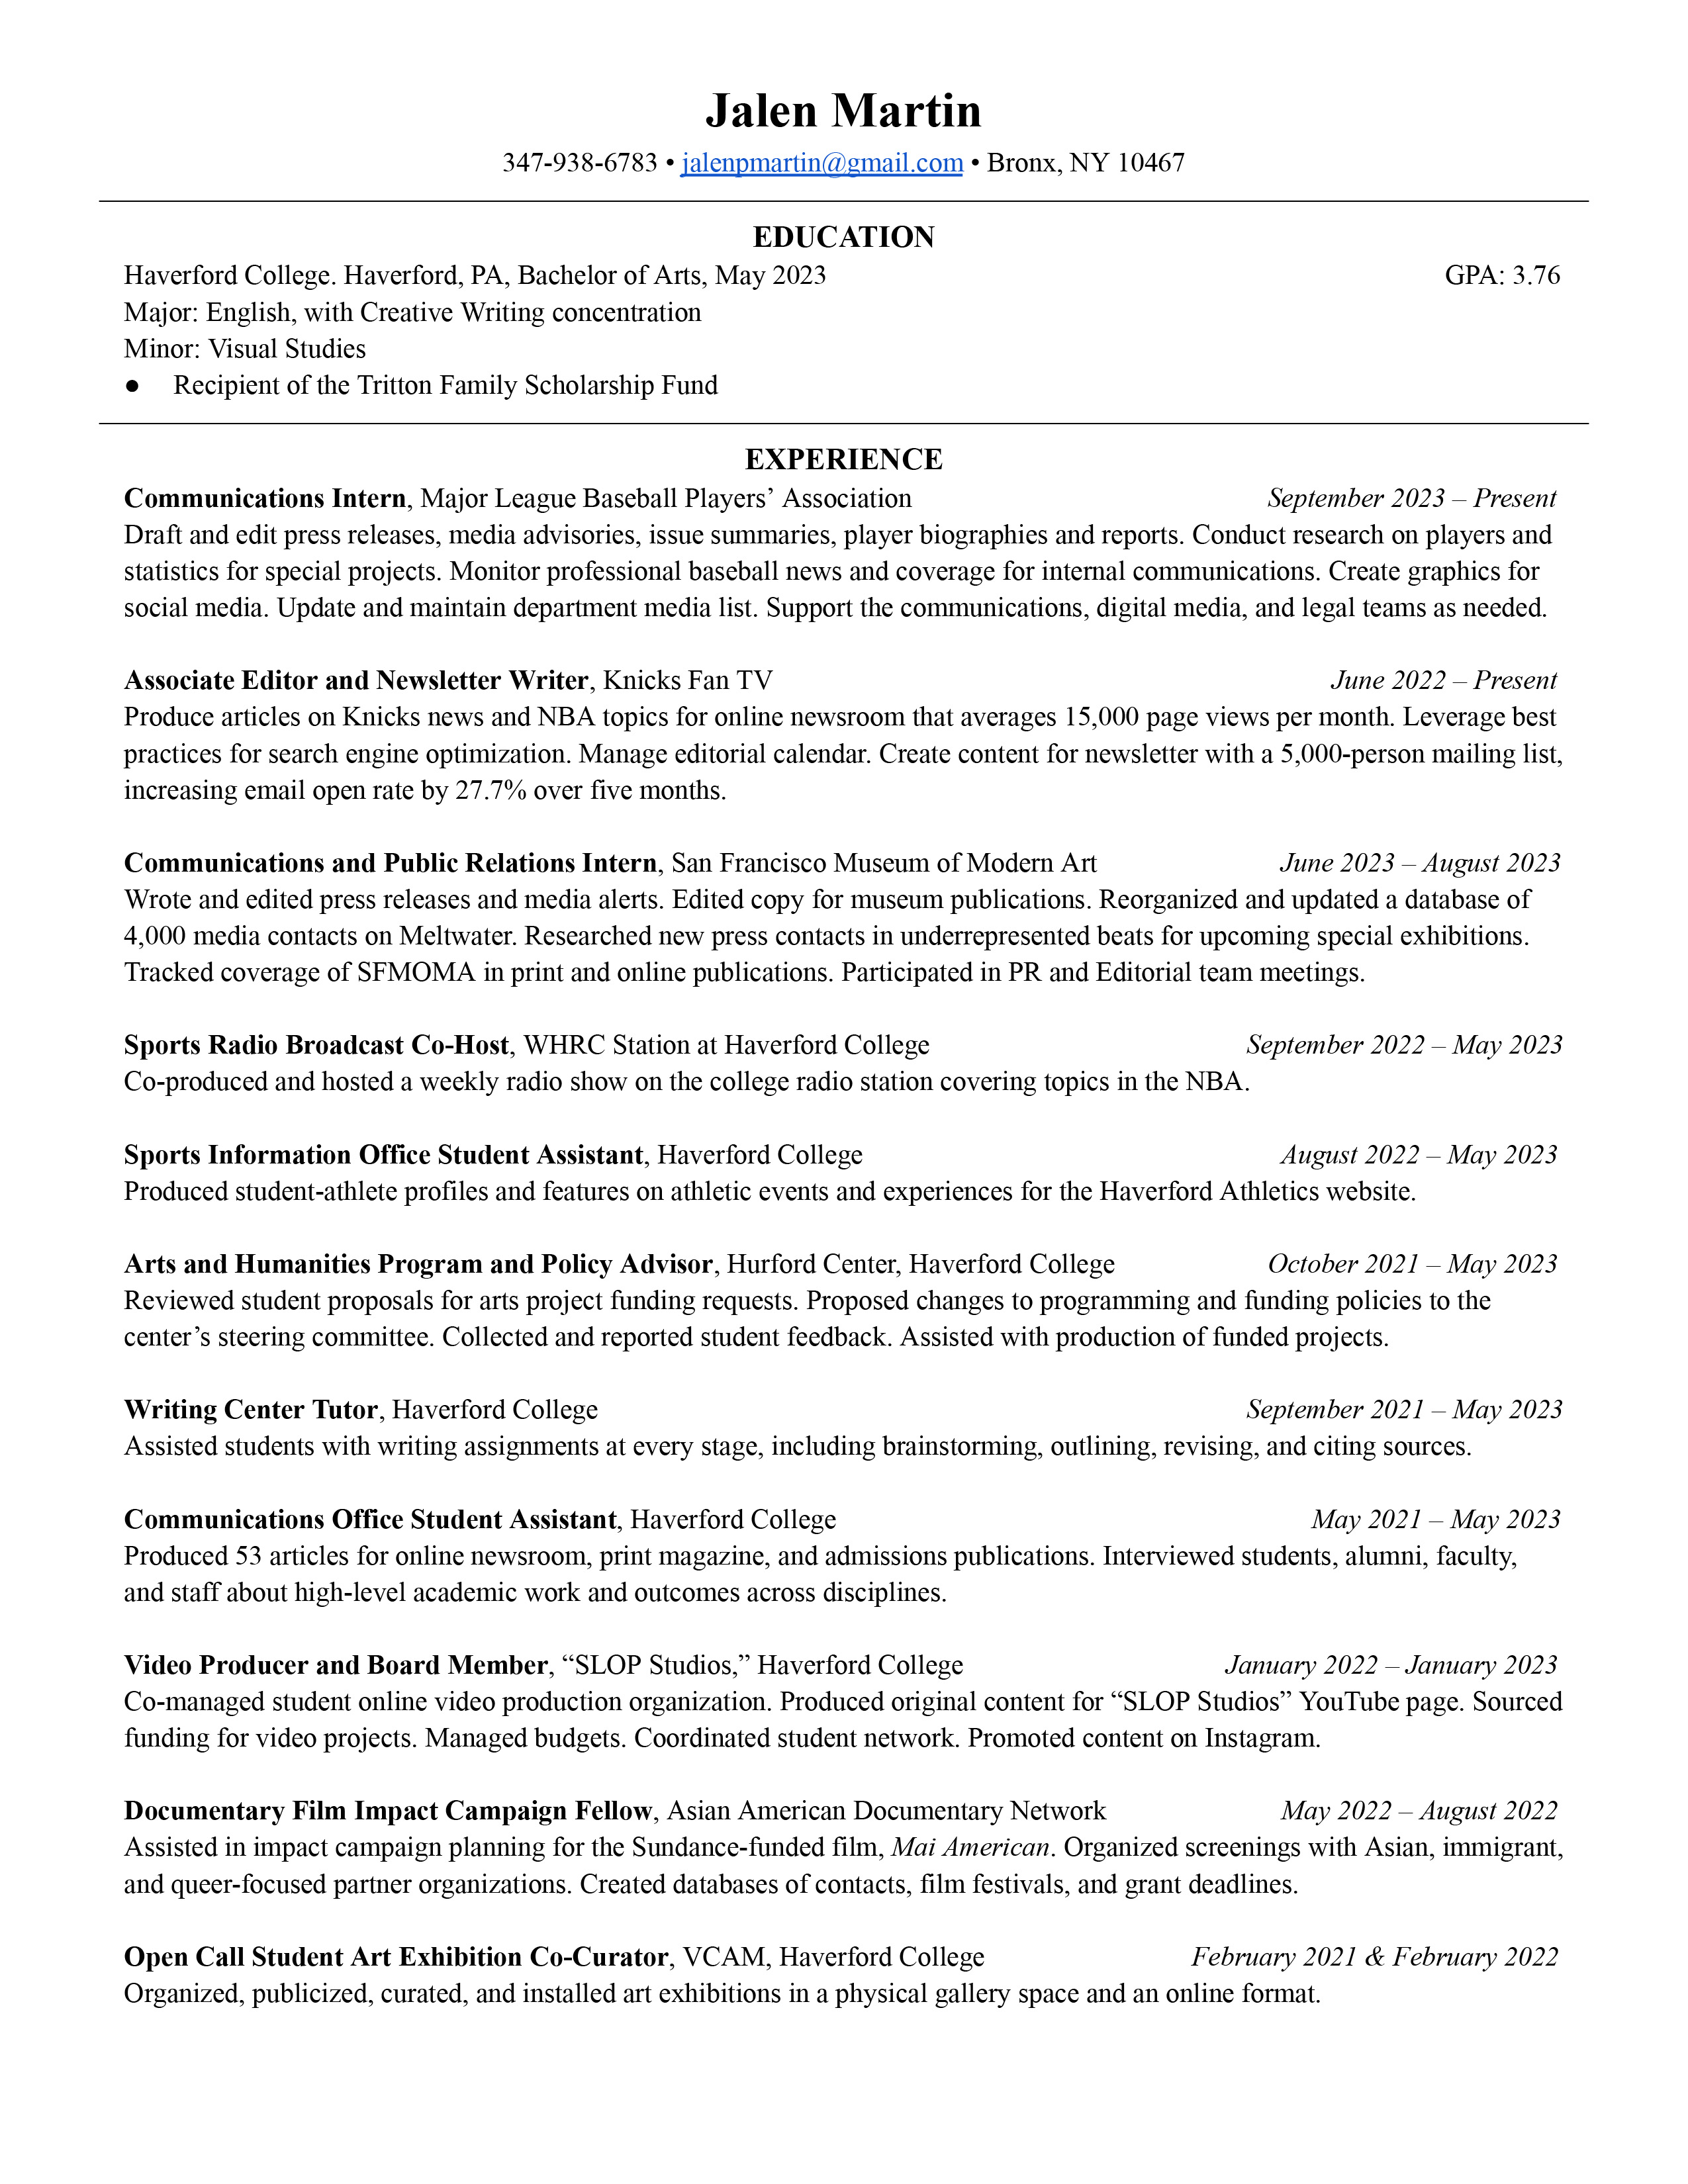 Jalen Martin
347-938-6783 • jalenpmartin@gmail.com • Bronx, NY 10467
EDUCATION
Haverford College. Haverford, PA, Bachelor of Arts, May 2023 GPA: 3.76
Major: English, with Creative Writing concentration
Minor: Visual Studies
● Recipient of the Tritton Family Scholarship Fund
EXPERIENCE
Communications Intern, Major League Baseball Players’ Association September 2023 – Present
Draft and edit press releases, media advisories, issue summaries, player biographies and reports. Conduct research on players and
statistics for special projects. Monitor professional baseball news and coverage for internal communications. Create graphics for
social media. Update and maintain department media list. Support the communications, digital media, and legal teams as needed.
Associate Editor and Newsletter Writer, Knicks Fan TV June 2022 – Present
Produce articles on Knicks news and NBA topics for online newsroom that averages 15,000 page views per month. Leverage best
practices for search engine optimization. Manage editorial calendar. Create content for newsletter with a 5,000-person mailing list,
increasing email open rate by 27.7% over five months.
Communications and Public Relations Intern, San Francisco Museum of Modern Art June 2023 – August 2023
Wrote and edited press releases and media alerts. Edited copy for museum publications. Reorganized and updated a database of
4,000 media contacts on Meltwater. Researched new press contacts in underrepresented beats for upcoming special exhibitions.
Tracked coverage of SFMOMA in print and online publications. Participated in PR and Editorial team meetings.
Sports Radio Broadcast Co-Host, WHRC Station at Haverford College September 2022 – May 2023
Co-produced and hosted a weekly radio show on the college radio station covering topics in the NBA.
Sports Information Office Student Assistant, Haverford College August 2022 – May 2023
Produced student-athlete profiles and features on athletic events and experiences for the Haverford Athletics website.
Arts and Humanities Program and Policy Advisor, Hurford Center, Haverford College October 2021 – May 2023
Reviewed student proposals for arts project funding requests. Proposed changes to programming and funding policies to the
center’s steering committee. Collected and reported student feedback. Assisted with production of funded projects.
Writing Center Tutor, Haverford College September 2021 – May 2023
Assisted students with writing assignments at every stage, including brainstorming, outlining, revising, and citing sources.
Communications Office Student Assistant, Haverford College May 2021 – May 2023
Produced 53 articles for online newsroom, print magazine, and admissions publications. Interviewed students, alumni, faculty,
and staff about high-level academic work and outcomes across disciplines.
Video Producer and Board Member, “SLOP Studios,” Haverford College January 2022 – January 2023
Co-managed student online video production organization. Produced original content for “SLOP Studios” YouTube page. Sourced
funding for video projects. Managed budgets. Coordinated student network. Promoted content on Instagram.
Documentary Film Impact Campaign Fellow, Asian American Documentary Network May 2022 – August 2022
Assisted in impact campaign planning for the Sundance-funded film, Mai American. Organized screenings with Asian, immigrant,
and queer-focused partner organizations. Created databases of contacts, film festivals, and grant deadlines.
Open Call Student Art Exhibition Co-Curator, VCAM, Haverford College February 2021 & February 2022
Organized, publicized, curated, and installed art exhibitions in a physical gallery space and an online format.